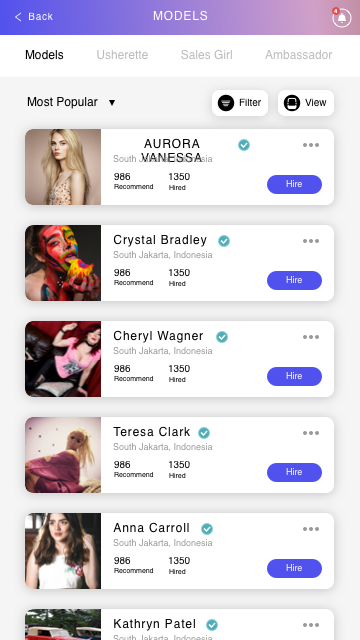 Back
MODELS
4
Models
Usherette
Sales Girl
Ambassador
Most Popular
Filter
View
AURORA
VANESSA
South Jakarta, Indonesia
986
1350
Recommend
Hired
Hire
Crystal Bradley
South Jakarta, Indonesia
986
1350
Recommend
Hired
Hire
Cheryl Wagner
South Jakarta, Indonesia
986
1350
Recommend
Hired
Hire
Teresa Clark
South Jakarta, Indonesia
986
1350
Recommend
Hired
Hire
Anna Carroll
South Jakarta, Indonesia
986
1350
Recommend
Hired
Hire
Kathryn Patel
South Jakarta, Indonesia